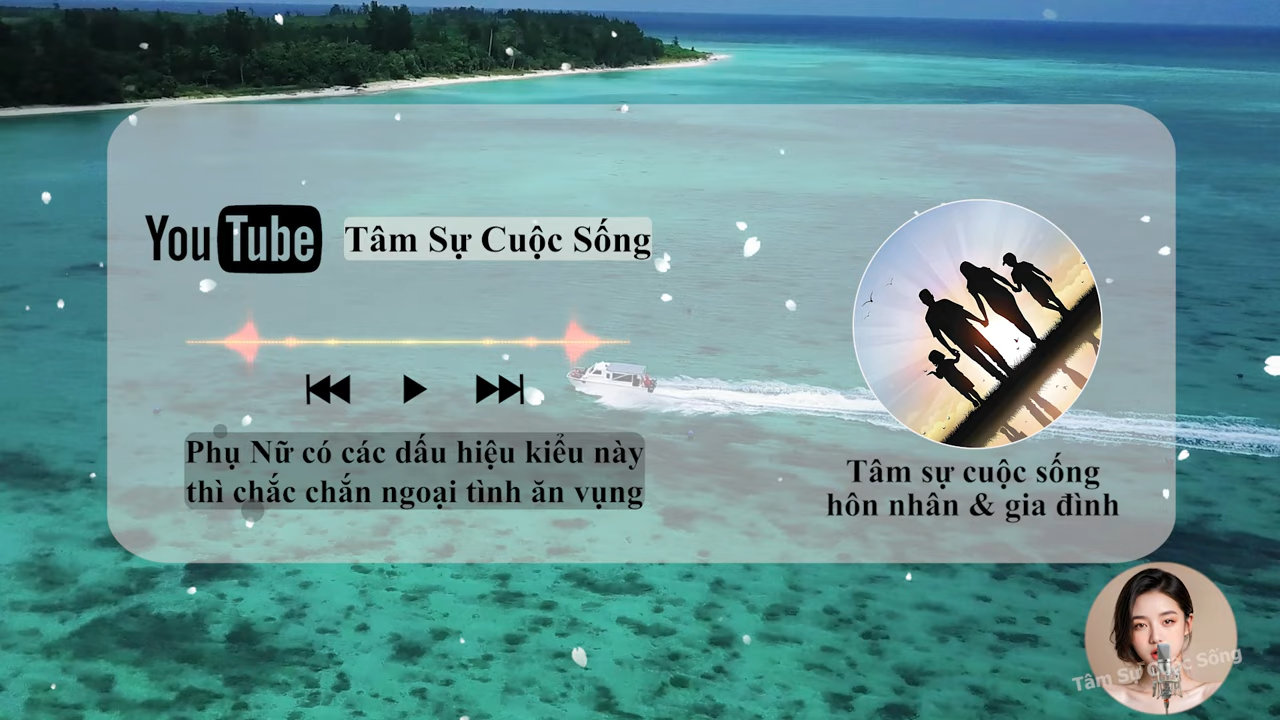 YouTube
Tâm Sự Cuộc Sống
Phụ Nữ có các dấu hiệu kiểu này
thì chắc chắn ngoại tình ăn vụng
Tâm sự cuộc sống
hôn nhân & gia đình
Tâm Sự Cuộc Sống